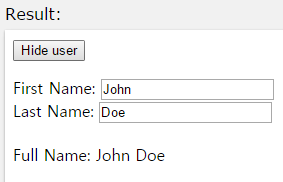 Result:
Hide user
First Name: John
Last Name: Doe
Full Name: John Doe